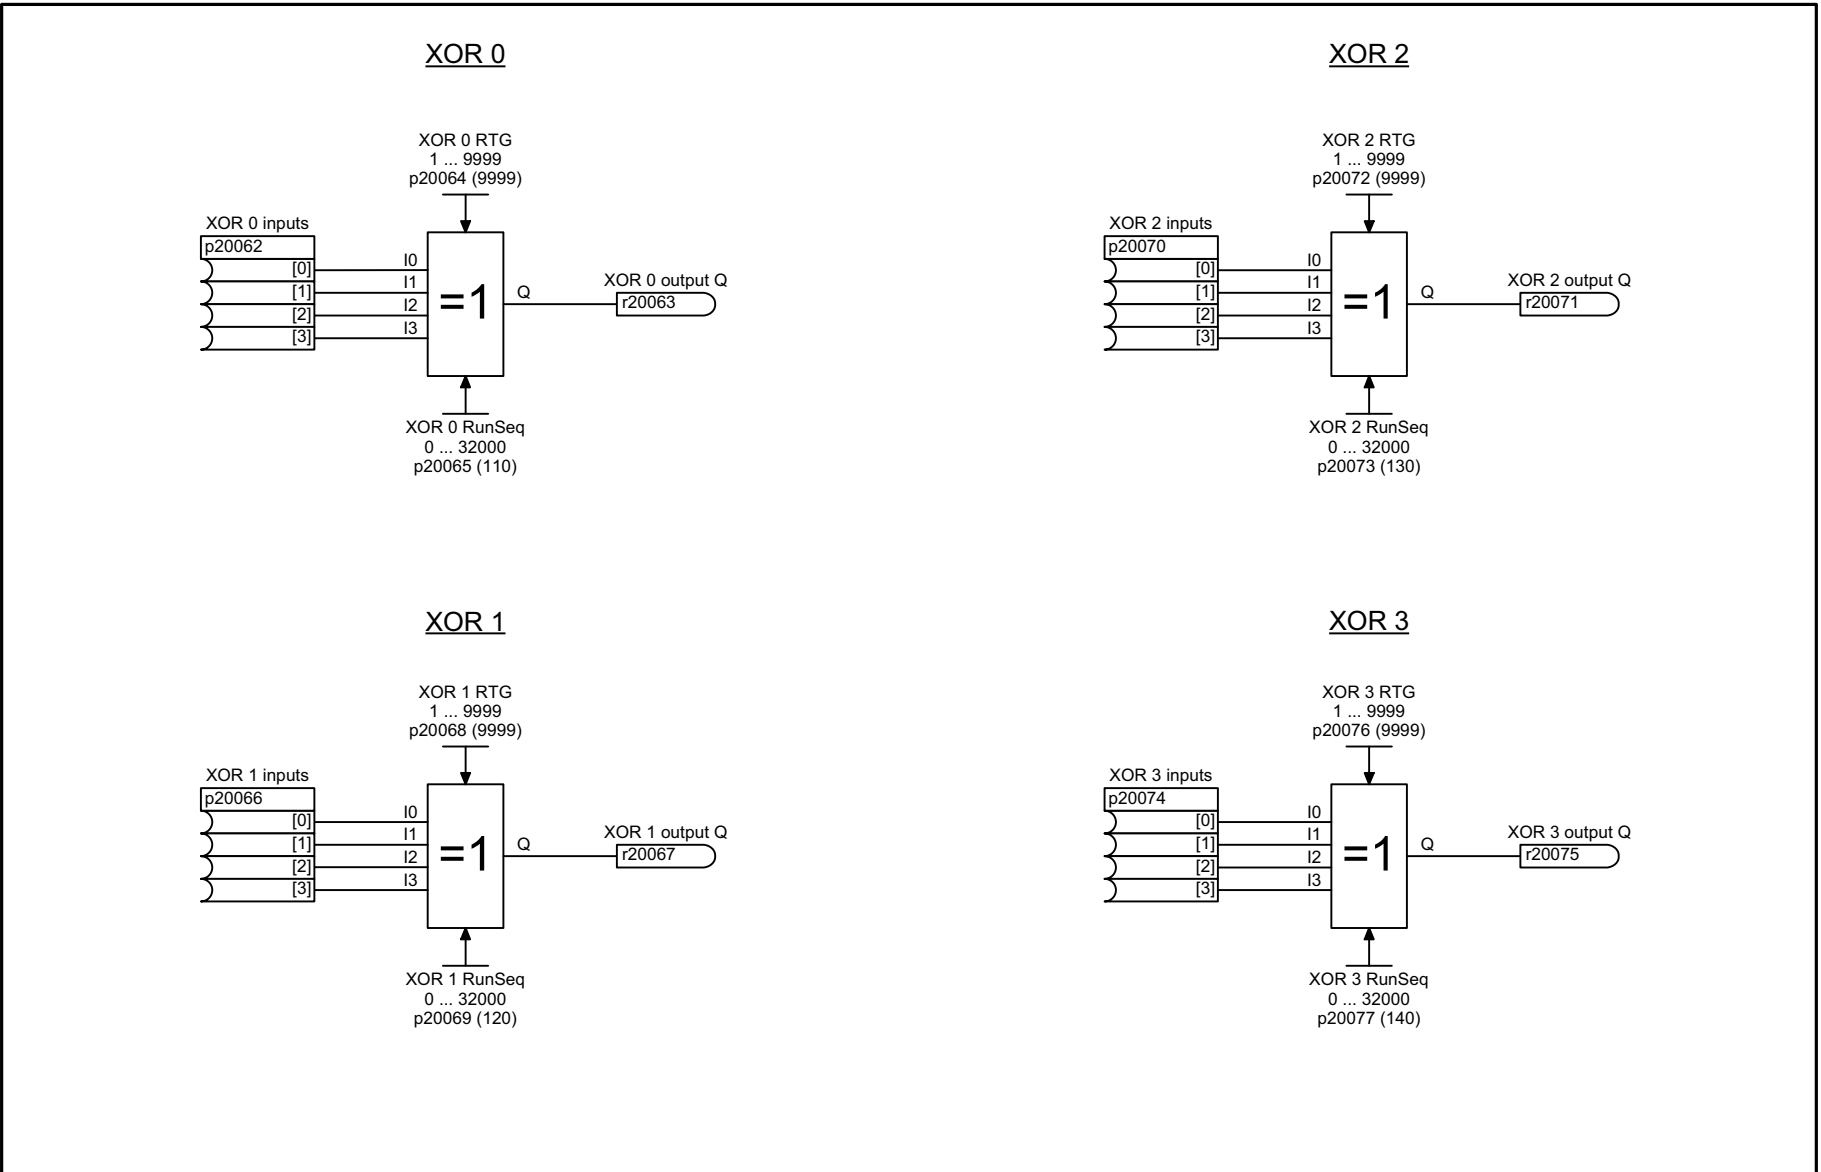 XOR 0
XOR 0 RTG
1 ... 9999
p20064 (9999)
XOR 0 inputs
p20062
[0] I0
[1] I1
[2] I2
[3] I3
=1
Q
XOR 0 output Q
r20063
XOR 0 RunSeq
0 ... 32000
p20065 (110)
XOR 2
XOR 2 RTG
1 ... 9999
p20072 (9999)
XOR 2 inputs
p20070
[0] I0
[1] I1
[2] I2
[3] I3
=1
Q
XOR 2 output Q
r20071
XOR 2 RunSeq
0 ... 32000
p20073 (130)
XOR 1
XOR 1 RTG
1 ... 9999
p20068 (9999)
XOR 1 inputs
p20066
[0] I0
[1] I1
[2] I2
[3] I3
=1
Q
XOR 1 output Q
r20067
XOR 1 RunSeq
0 ... 32000
p20069 (120)
XOR 3
XOR 3 RTG
1 ... 9999
p20076 (9999)
XOR 3 inputs
p20074
[0] I0
[1] I1
[2] I2
[3] I3
=1
Q
XOR 3 output Q
r20075
XOR 3 RunSeq
0 ... 32000
p20077 (140)